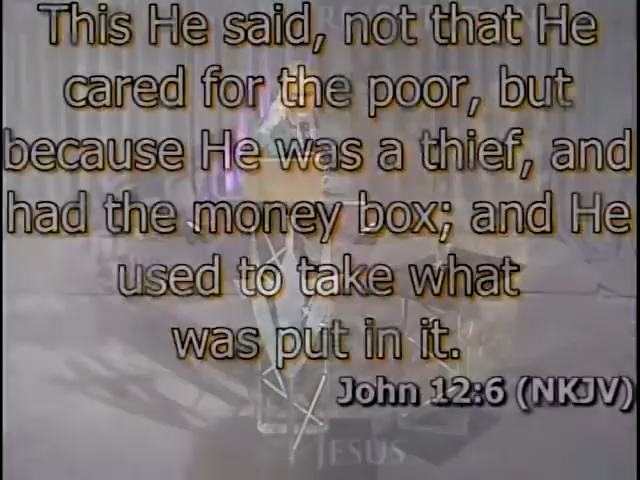 This He said, not that He
cared for the poor, but
because He was a thief, and
had the money box; and He
used to take what
was put in it.
John 12:6 (NKJV)
JESUS